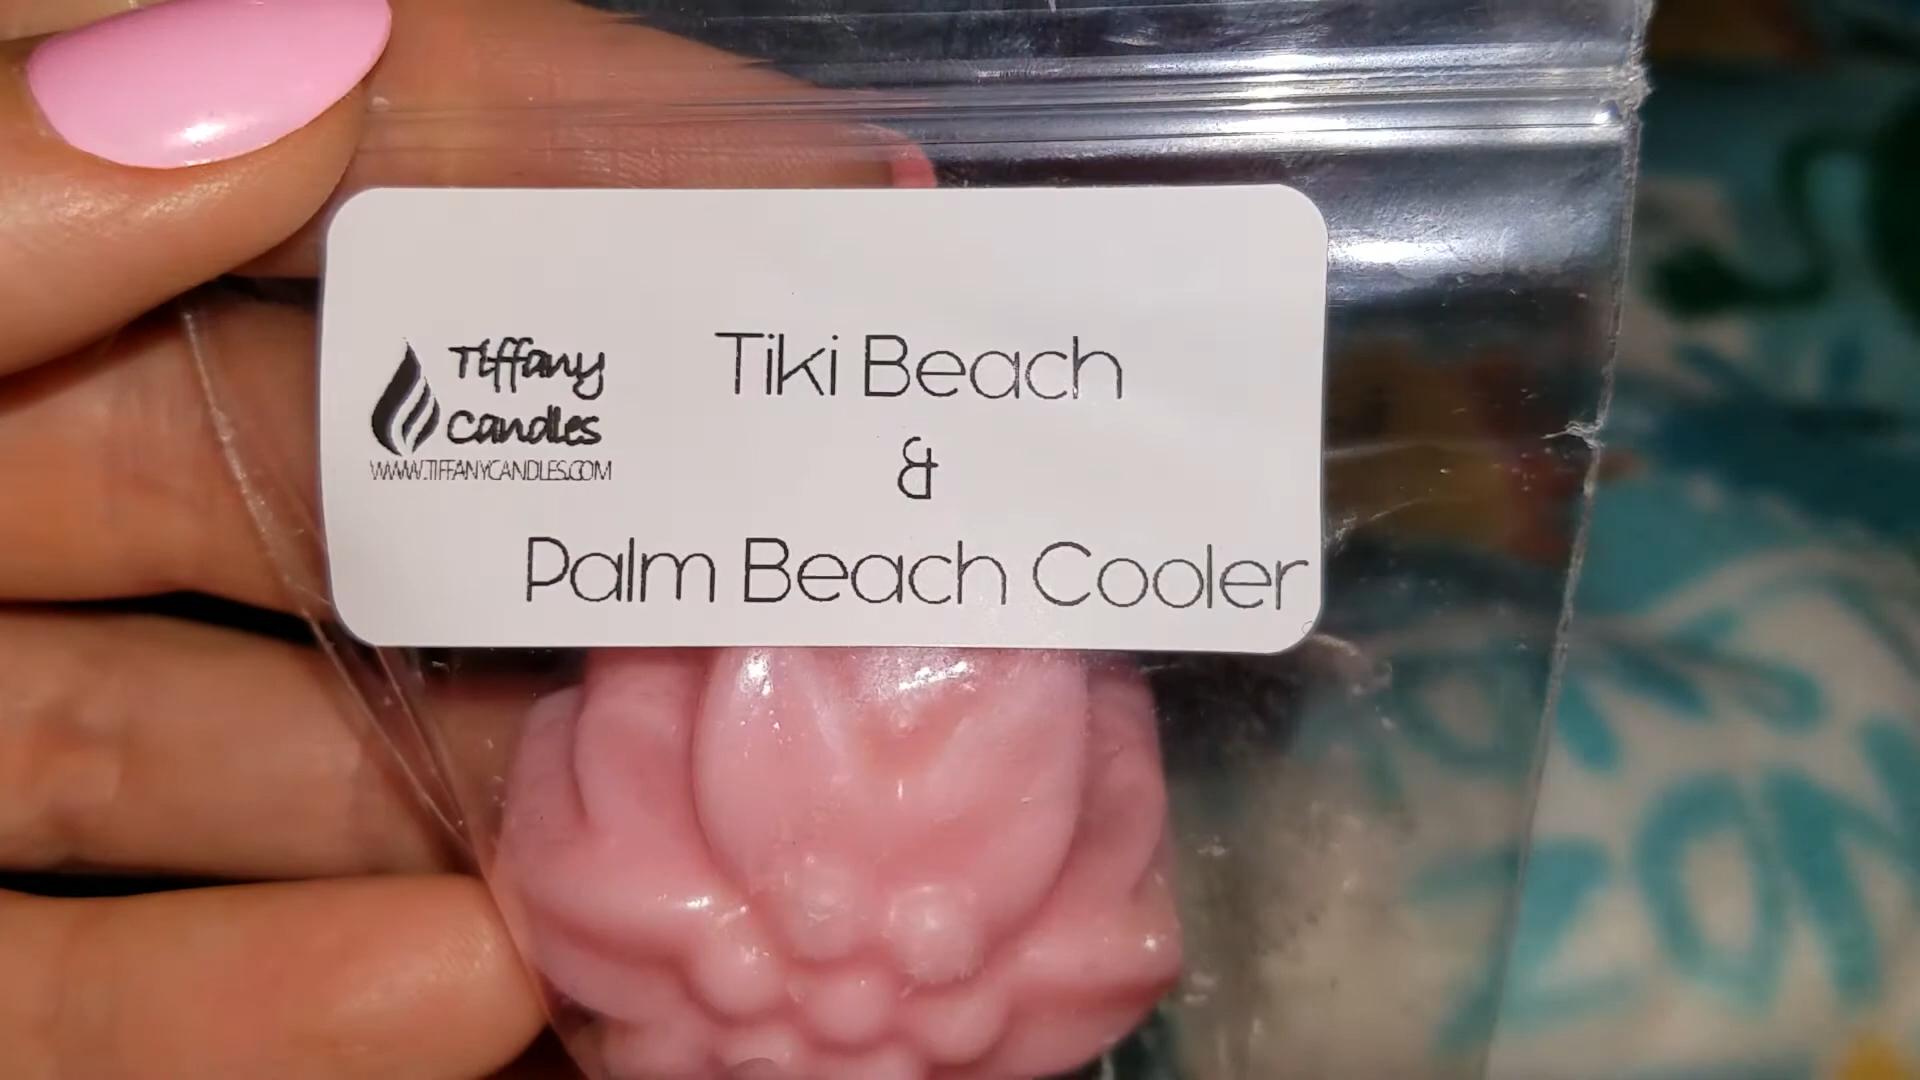 Tiffany
Candles
WWW.TIFFANYCANDLES.COM
Tiki Beach
&
Palm Beach Cooler